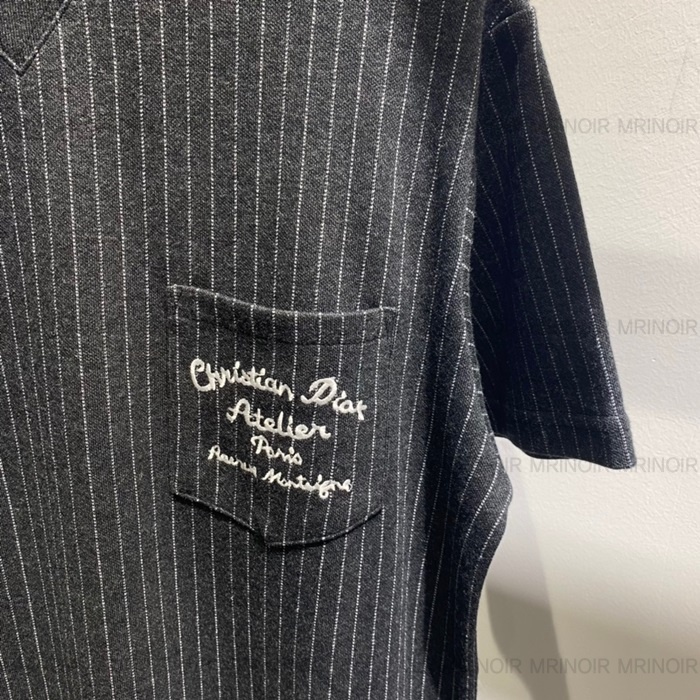 MRINOIR MRINOIR
Christian Dior
Atelier
Paris
Avenue Montaigne
MRINOIR
MRINOIR MRINOIR
MRINOIR MRINOIR